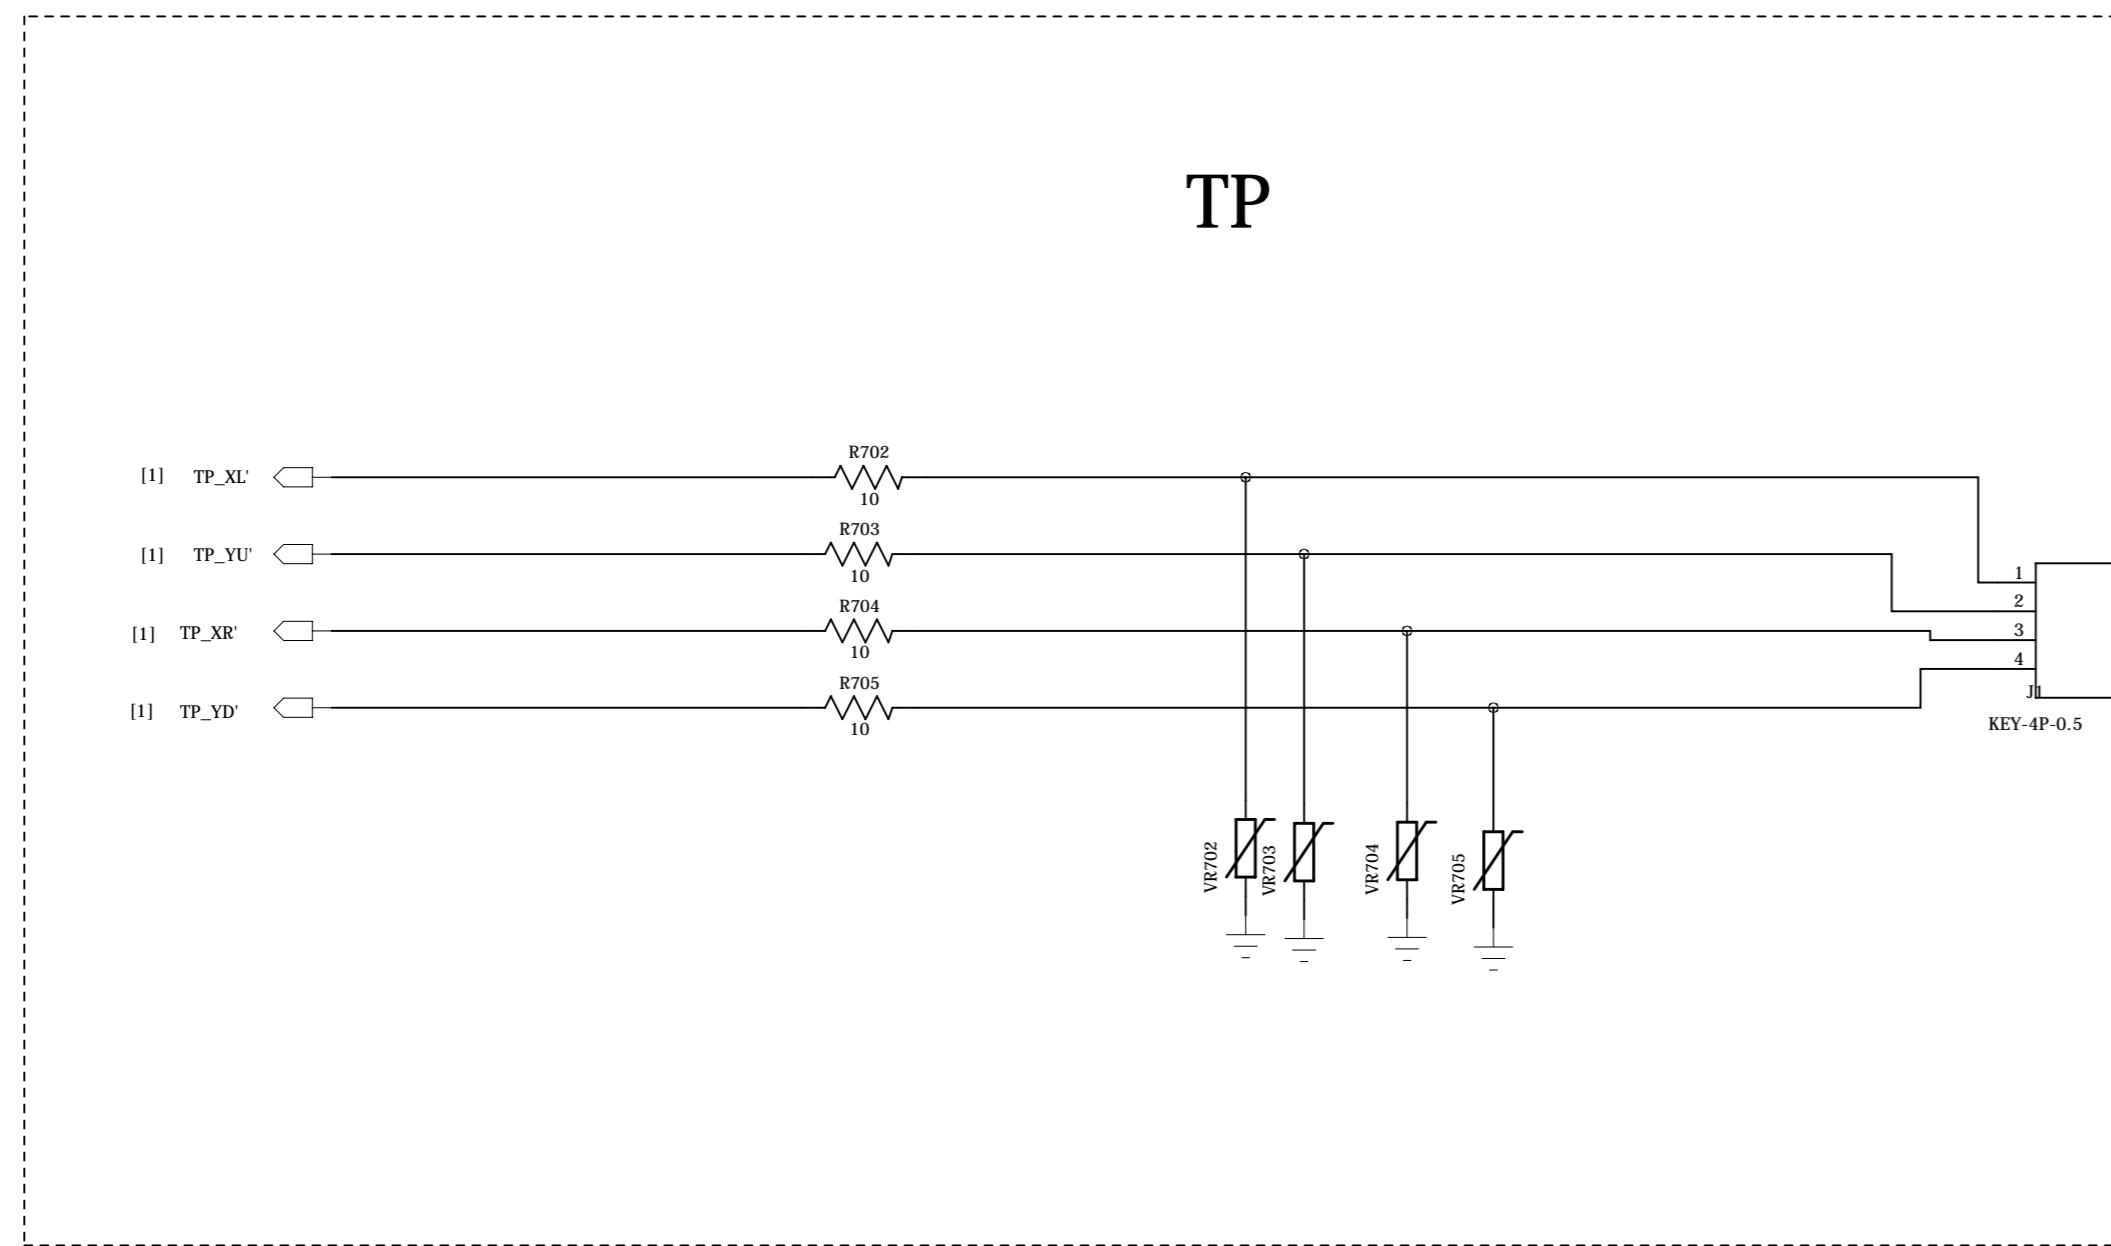 TP
R702
[1] TP_XL'
10
R703
[1] TP_YU'
10
R704
[1] TP_XR'
10
R705
[1] TP_YD'
10
1
2
3
4
J1
KEY-4P-0.5
VR702
VR703
VR704
VR705